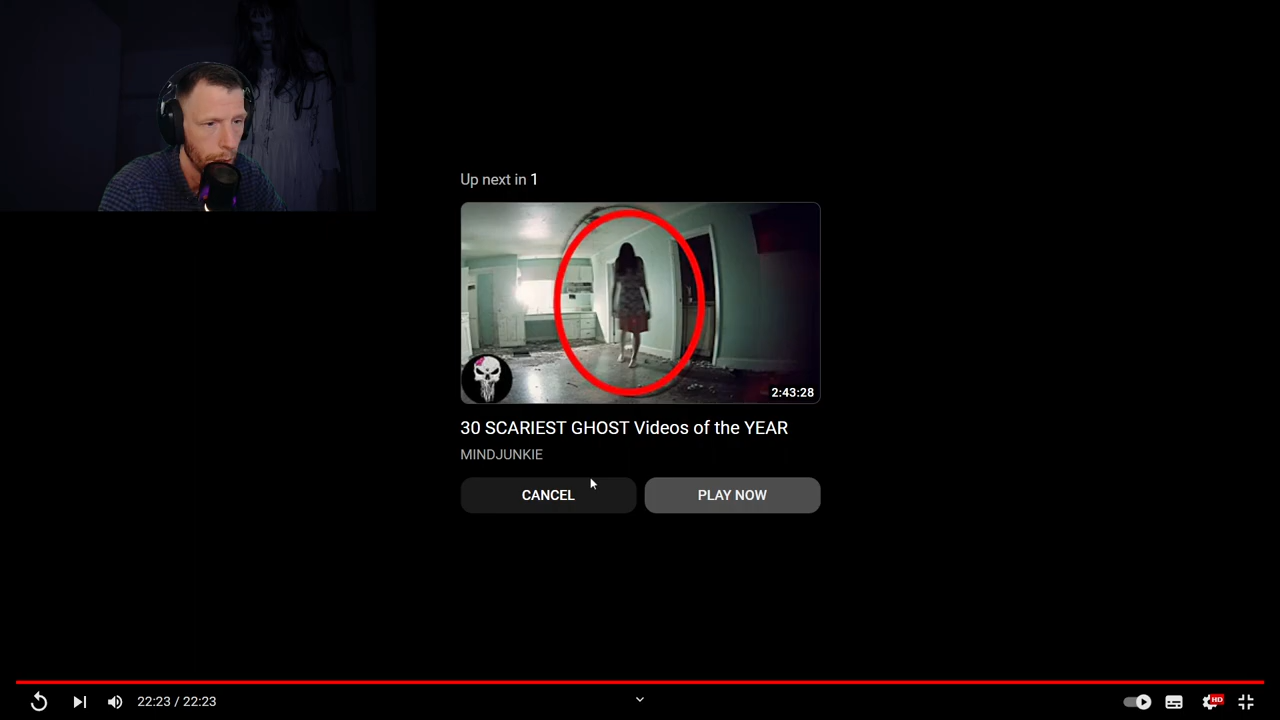 Up next in 1
2:43:28
30 SCARIEST GHOST Videos of the YEAR
MINDJUNKIE
CANCEL
PLAY NOW
22:23 / 22:23
HD